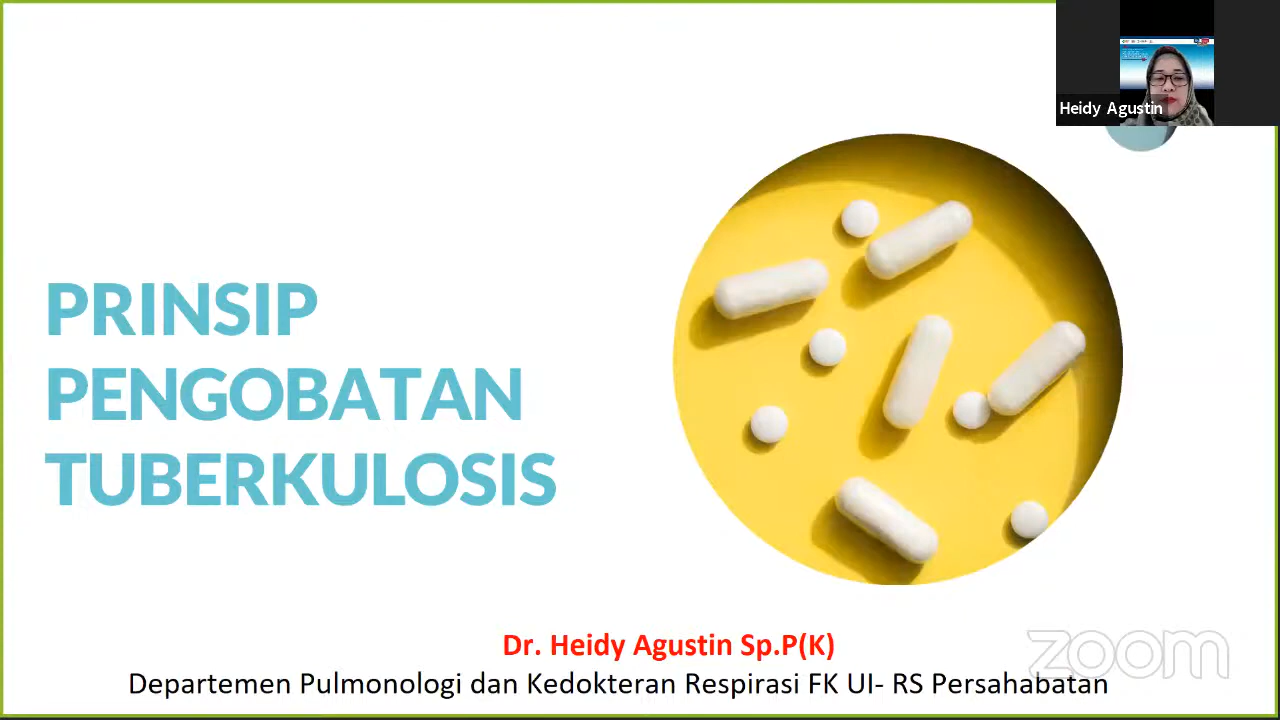 Heidy Agustin
PRINSIP
PENGOBATAN
TUBERKULOSIS
Dr. Heidy Agustin Sp.P(K)
Departemen Pulmonologi dan Kedokteran Respirasi FK UI- RS Persahabatan
zoom